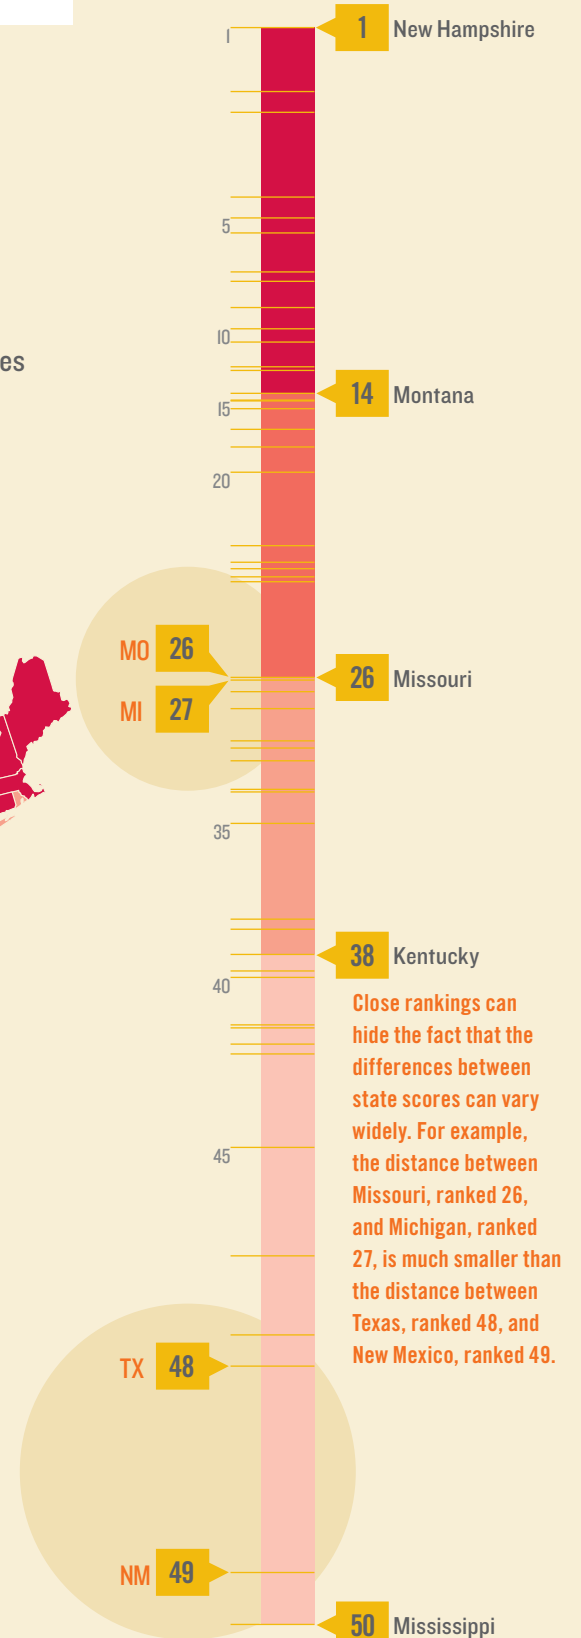 1
1 New Hampshire
5
10
es
14 Montana
15
20
MO 26
26 Missouri
MI 27
35
38 Kentucky
40
Close rankings can
hide the fact that the
differences between
state scores can vary
widely. For example,
the distance between
Missouri, ranked 26,
and Michigan, ranked
27, is much smaller than
the distance between
Texas, ranked 48, and
New Mexico, ranked 49.
45
TX 48
NM 49
50 Mississippi